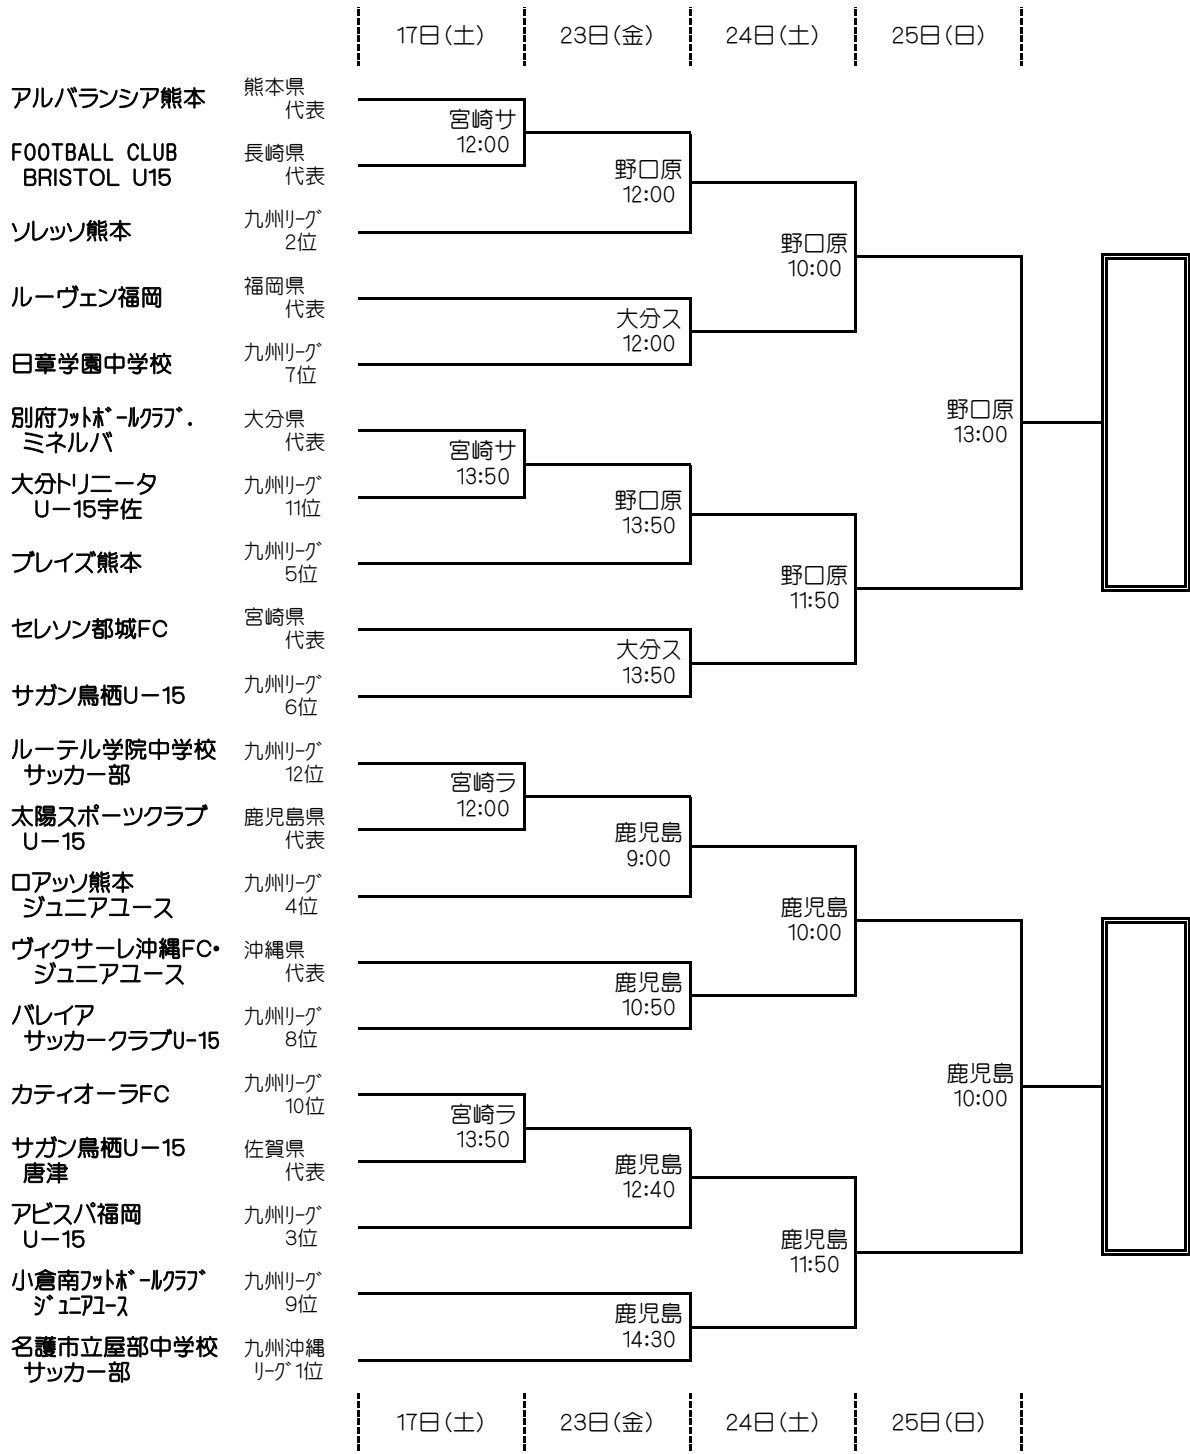 17日(土) 23日(金) 24日(土) 25日(日)
アルバランシア熊本 熊本県
代表
宮崎サ
12:00
FOOTBALL CLUB 長崎県
BRISTOL U15 代表
野口原
12:00
ソレッソ熊本 九州リーグ
2位
野口原
10:00
ルーヴェン福岡 福岡県
代表
大分ス
12:00
日章学園中学校 九州リーグ
7位
野口原
13:00
別府フットボールクラブ. 大分県
ミネルバ 代表
宮崎サ
13:50
大分トリニータ 九州リーグ
U－15宇佐 11位
野口原
13:50
ブレイズ熊本 九州リーグ
5位
野口原
11:50
セレソン都城FC 宮崎県
代表
大分ス
13:50
サガン鳥栖U－15 九州リーグ
6位
ルーテル学院中学校 九州リーグ
サッカー部 12位
宮崎ラ
12:00
太陽スポーツクラブ 鹿児島県
U－15 代表
鹿児島
9:00
ロアッソ熊本 九州リーグ
ジュニアユース 4位
鹿児島
10:00
ヴィクサーレ沖縄FC・ 沖縄県
ジュニアユース 代表
鹿児島
10:50
バレイア 九州リーグ
サッカークラブU-15 8位
鹿児島
10:00
カティオーラFC 九州リーグ
10位
宮崎ラ
13:50
サガン鳥栖U－15 佐賀県
唐津 代表
鹿児島
12:40
アビスパ福岡 九州リーグ
U－15 3位
鹿児島
11:50
小倉南フットボールクラブ 九州リーグ
ジュニアユース 9位
鹿児島
14:30
名護市立屋部中学校 九州沖縄
サッカー部 リーグ1位
17日(土) 23日(金) 24日(土) 25日(日)